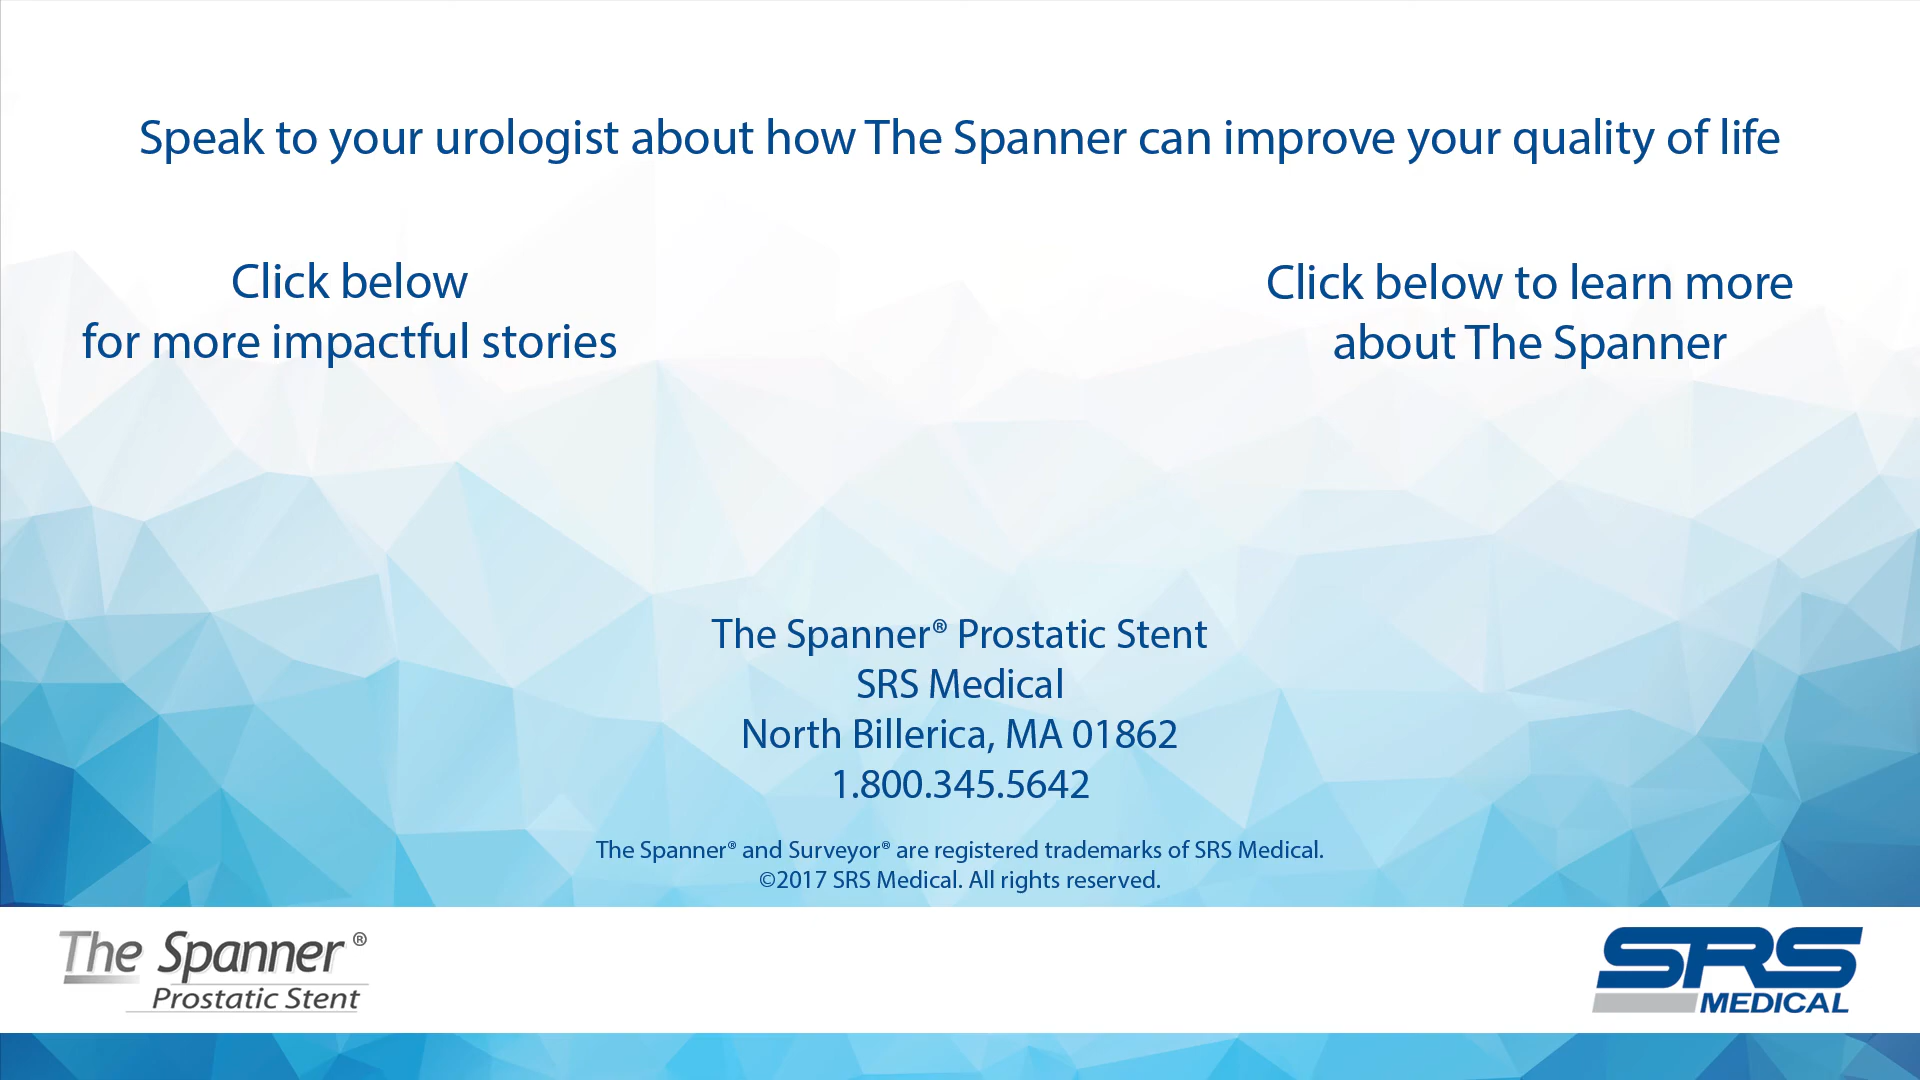 Speak to your urologist about how The Spanner can improve your quality of life
Click below
for more impactful stories
Click below to learn more
about The Spanner
The Spanner® Prostatic Stent
SRS Medical
North Billerica, MA 01862
1.800.345.5642
The Spanner® and Surveyor® are registered trademarks of SRS Medical.
©2017 SRS Medical. All rights reserved.
The Spanner®
Prostatic Stent
SRS
MEDICAL